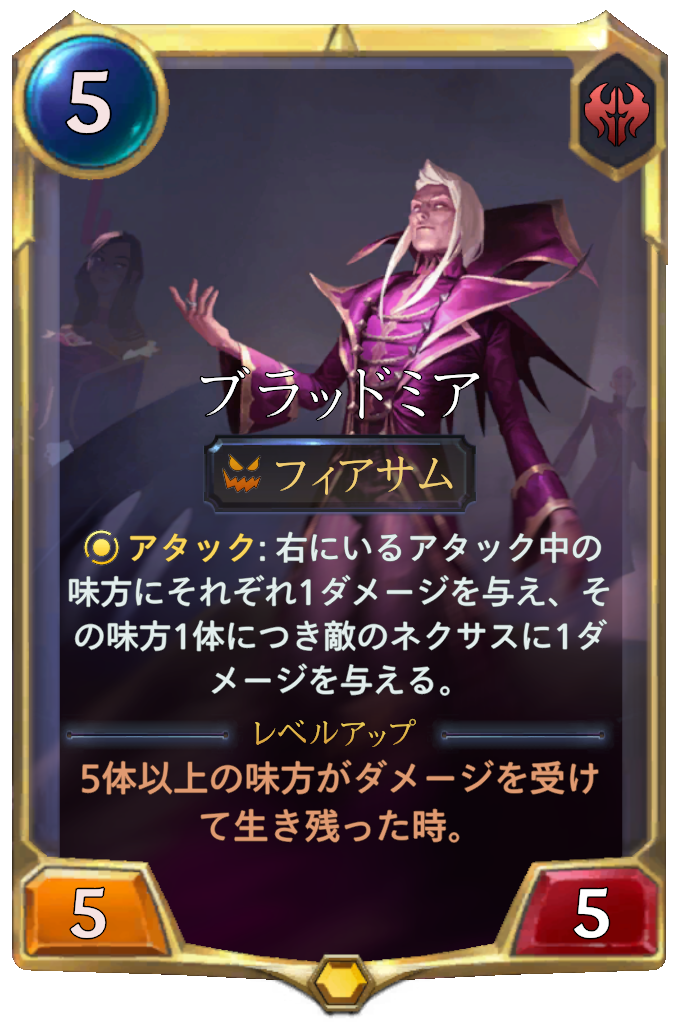 5
ブラッドミア
フィアサム
アタック: 右にいるアタック中の
味方にそれぞれ1ダメージを与え、そ
の味方1体につき敵のネクサスに1ダ
メージを与える。
レベルアップ
5体以上の味方がダメージを受け
て生き残った時。
5
5